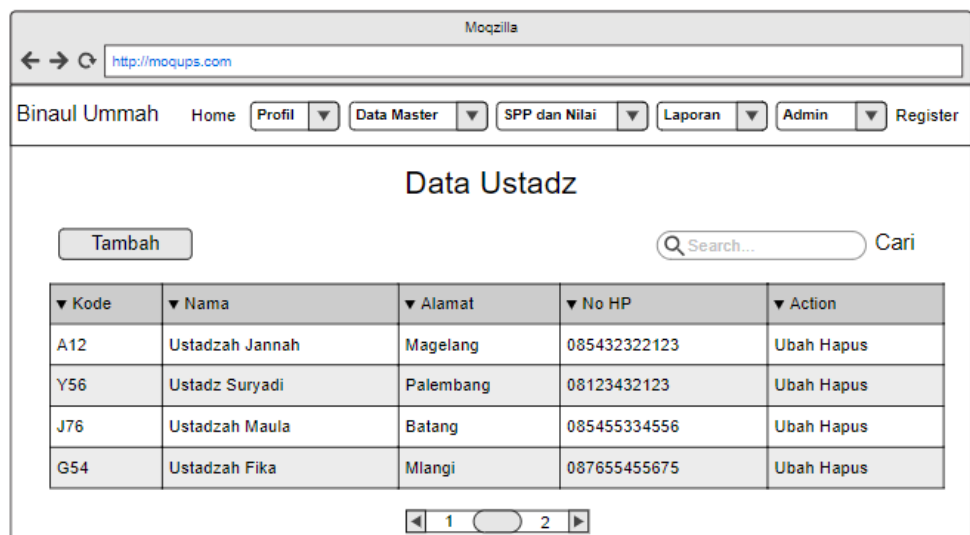 Moqzilla
http://moqups.com
Binaul Ummah Home Profil Data Master SPP dan Nilai Laporan Admin Register
Data Ustadz
Tambah Search... Cari
Kode Nama Alamat No HP Action
A12 Ustadzah Jannah Magelang 085432322123 Ubah Hapus
Y56 Ustadz Suryadi Palembang 08123432123 Ubah Hapus
J76 Ustadzah Maula Batang 085455334556 Ubah Hapus
G54 Ustadzah Fika Mlangi 087655455675 Ubah Hapus
1 2